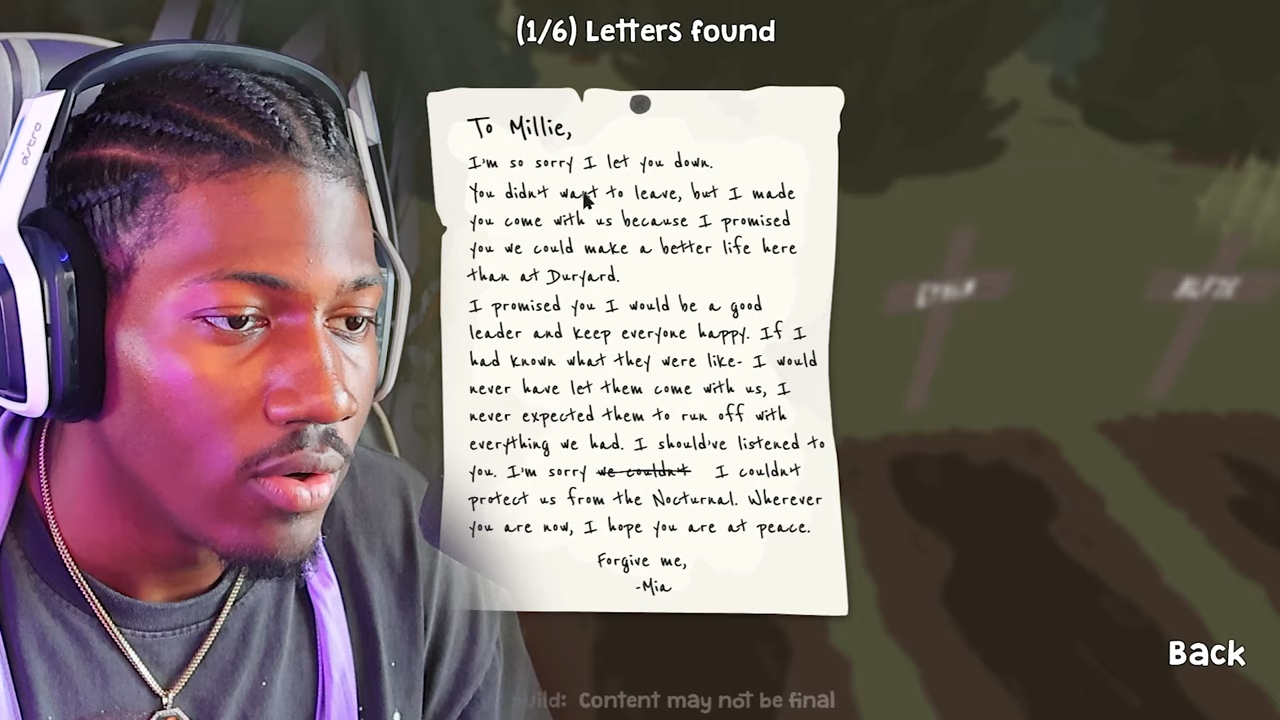 (1/6) Letters found
To Millie,
I'm so sorry I let you down.
You didn't want to leave, but I made
you come with us because I promised
you we could make a better life here
than at Duryard.
I promised you I would be a good
leader and keep everyone happy. If I
had known what they were like- I would
never have let them come with us, I
never expected them to run off with
everything we had. I should've listened to
you. I'm sorry we couldn't I couldn't
protect us from the Nocturnal. Wherever
you are now, I hope you are at peace.
Forgive me,
-Mia
astro
ETHAN
ALFIE
Back
Content may not be final